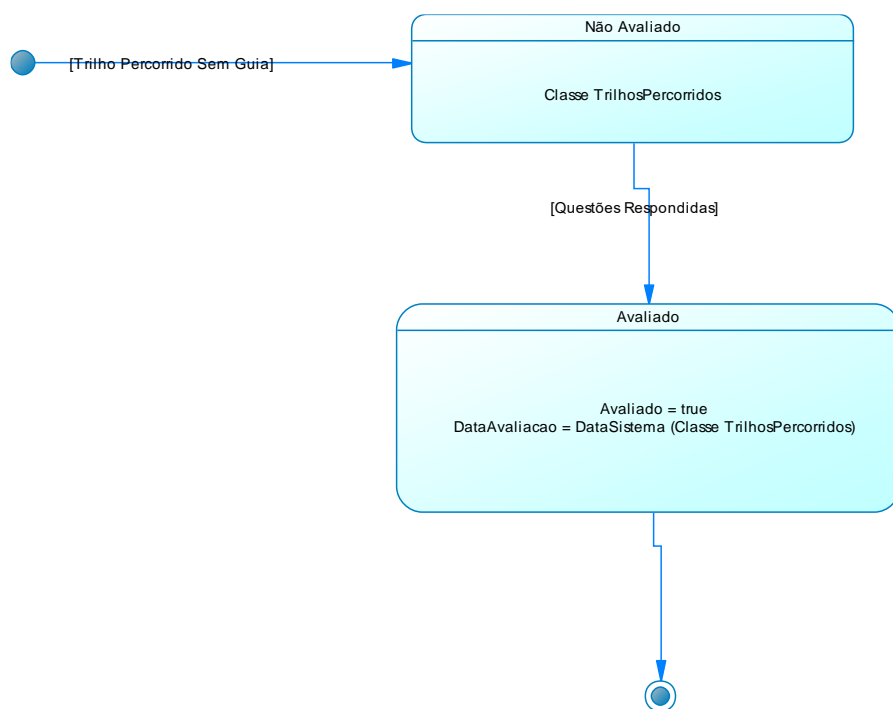 Não Avaliado
[Trilho Percorrido Sem Guia]
Classe TrilhosPercorridos
[Questões Respondidas]
Avaliado
Avaliado = true
DataAvaliacao = DataSistema (Classe TrilhosPercorridos)